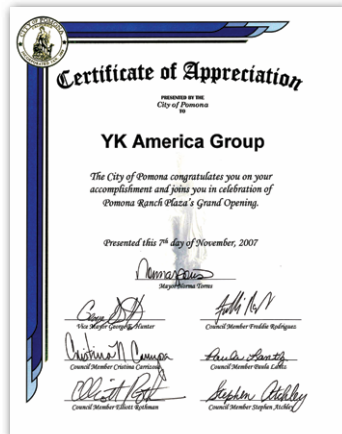 CITY OF POMONA
Certificate of Appreciation
PRESENTED BY THE
City of Pomona
TO
YK America Group
The City of Pomona congratulates you on your
accomplishment and joins you in celebration of
Pomona Ranch Plaza's Grand Opening.
Presented this 7th day of November, 2007
Mayor Norma Torres
Vice Mayor George Hunter
Council Member Freddie Rodriguez
Council Member Cristina Carrizosa
Council Member Paula Lantz
Council Member Elliott Rothman
Council Member Stephen Atchley